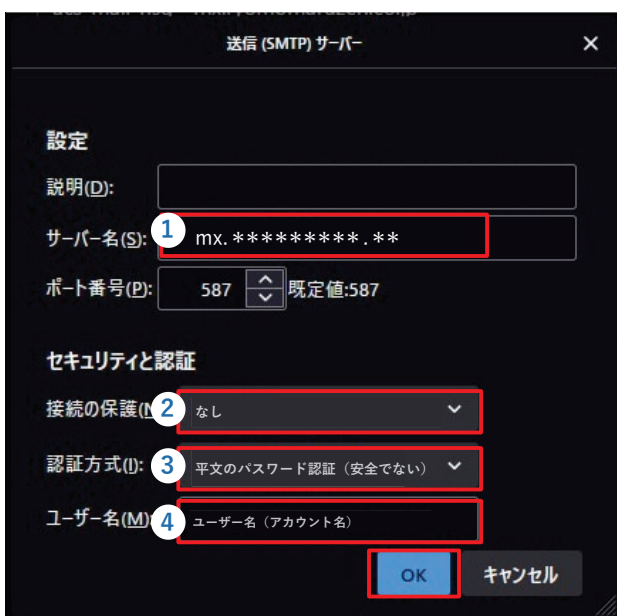 送信 (SMTP) サーバー
設定
説明(D):
サーバー名(S): 1 mx.*********.**
ポート番号(P): 587 既定値:587
セキュリティと認証
接続の保護(N 2 なし
認証方式(I): 3 平文のパスワード認証（安全でない）
ユーザー名(M): 4 ユーザー名（アカウント名）
OK キャンセル